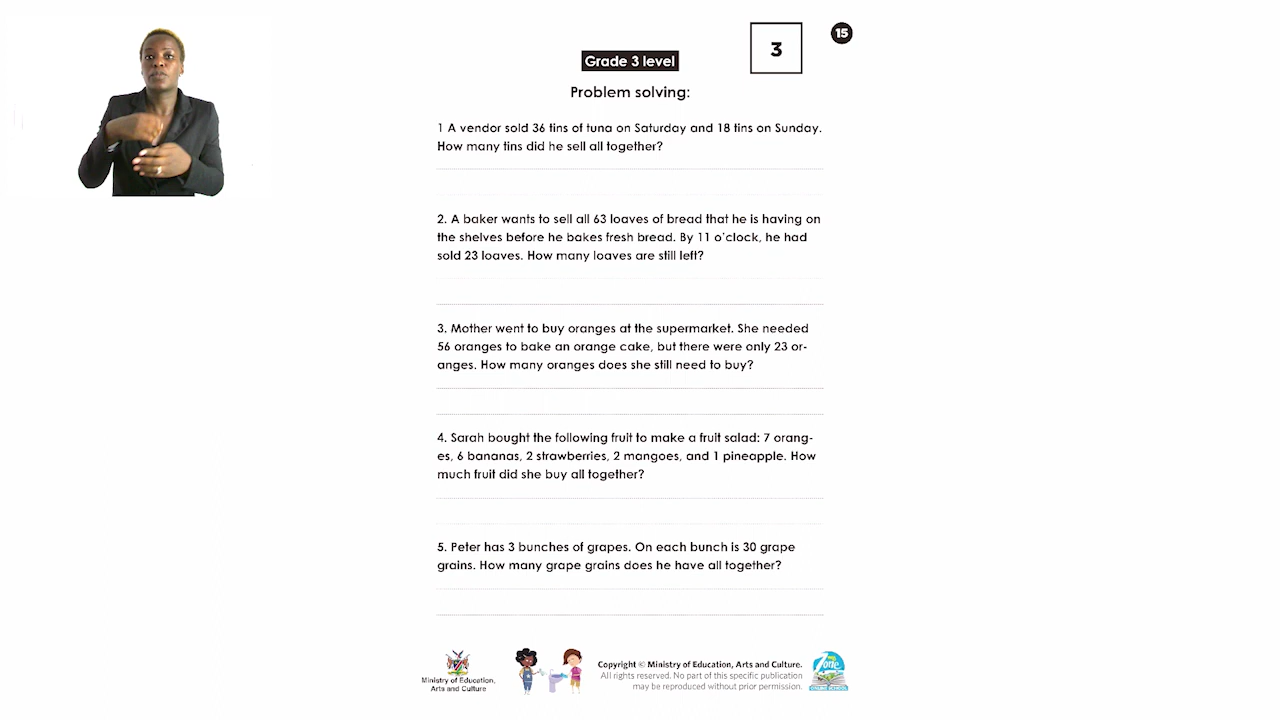 3
15
Grade 3 level
Problem solving:
1 A vendor sold 36 tins of tuna on Saturday and 18 tins on Sunday.
How many tins did he sell all together?
2. A baker wants to sell all 63 loaves of bread that he is having on
the shelves before he bakes fresh bread. By 11 o'clock, he had
sold 23 loaves. How many loaves are still left?
3. Mother went to buy oranges at the supermarket. She needed
56 oranges to bake an orange cake, but there were only 23 or-
anges. How many oranges does she still need to buy?
4. Sarah bought the following fruit to make a fruit salad: 7 orang-
es, 6 bananas, 2 strawberries, 2 mangoes, and 1 pineapple. How
much fruit did she buy all together?
5. Peter has 3 bunches of grapes. On each bunch is 30 grape
grains. How many grape grains does he have all together?
Ministry of Education,
Arts and Culture
Copyright © Ministry of Education, Arts and Culture.
All rights reserved. No part of this specific publication
may be reproduced without prior permission.